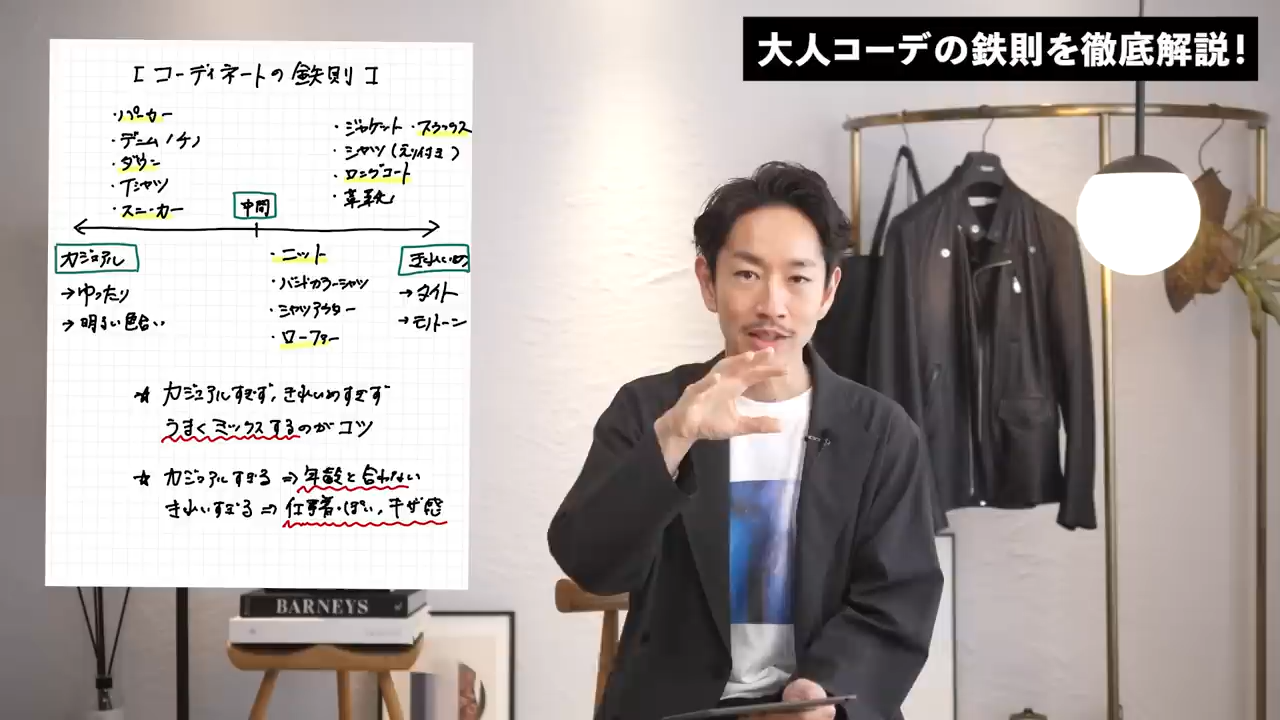 大人コーデの鉄則を徹底解説!
[コーディネートの鉄則]
・パーカー
・デニム/チノ
・ダウン
・Tシャツ
・スニーカー
・ジャケット ・スラックス
・シャツ(えり付き)
・ロングコート
・革靴
中間
カジュアル
→ゆったり
→明るい色合い
・ニット
・バンドカラーシャツ
・シャツアウター
・ローファー
きれいめ
→タイト
→モノトーン
☆ カジュアルすぎず、きれいめすぎず
うまくミックスするのがコツ
☆ カジュアルすぎる ⇒ 年齢と合わない
きれいすぎる ⇒ 仕事着っぽい、キザ感
BARNEYS